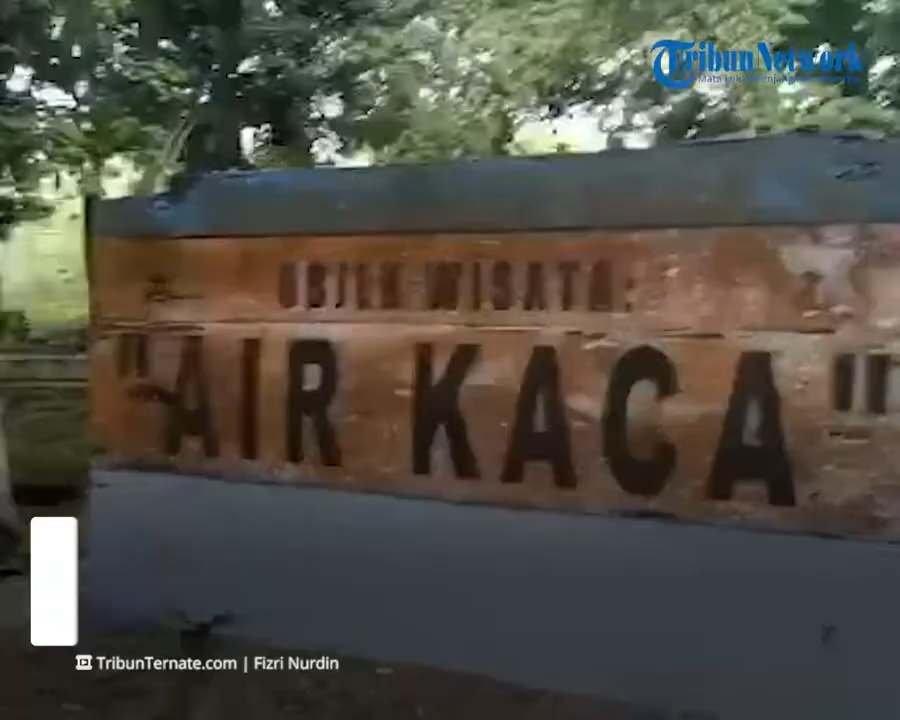 Tribun Network
OBJEK WISATA:
"AIR KACA"
TribunTernate.com | Fizri Nurdin